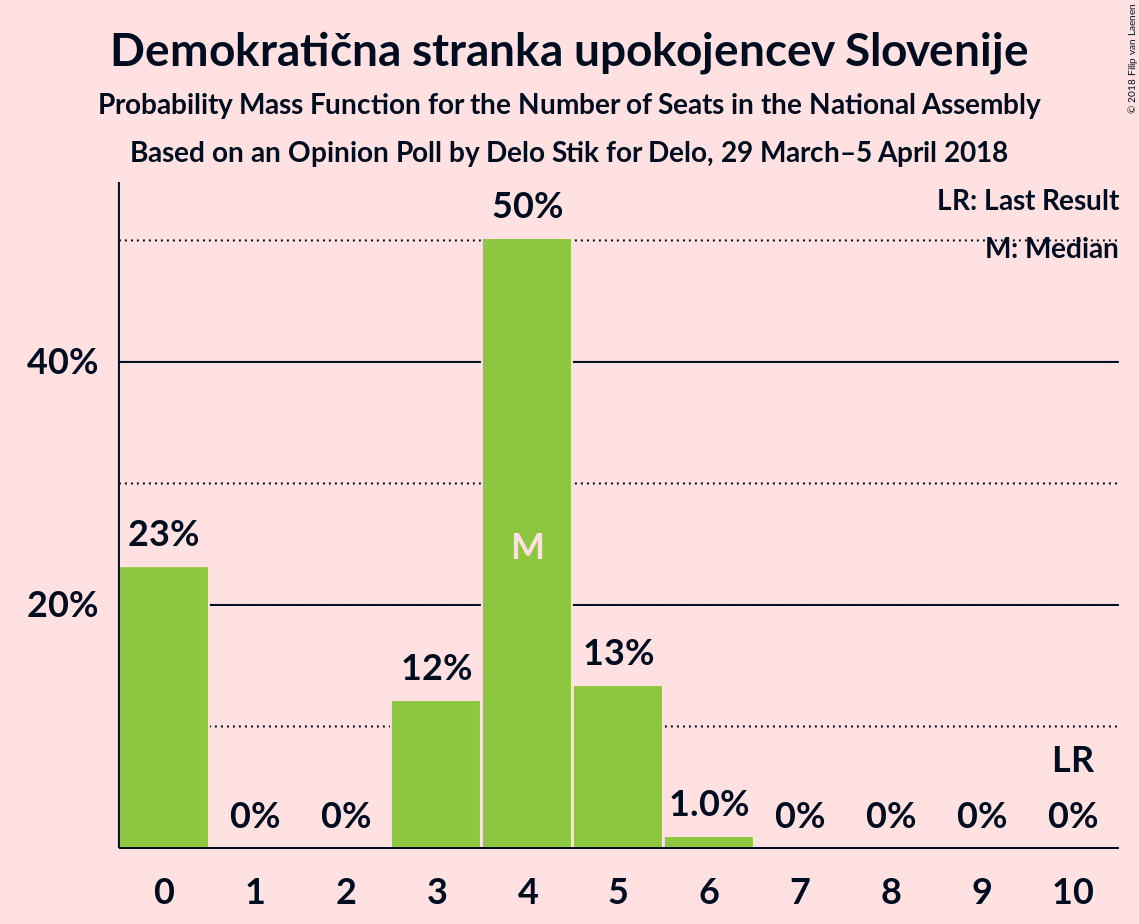 Demokratična stranka upokojencev Slovenije
Probability Mass Function for the Number of Seats in the National Assembly
Based on an Opinion Poll by Delo Stik for Delo, 29 March–5 April 2018
© 2018 Filip van Laenen
LR: Last Result
M: Median
50%
40%
23%
M
20%
13%
12%
LR
1.0%
0% 0% 0% 0% 0% 0%
0 1 2 3 4 5 6 7 8 9 10